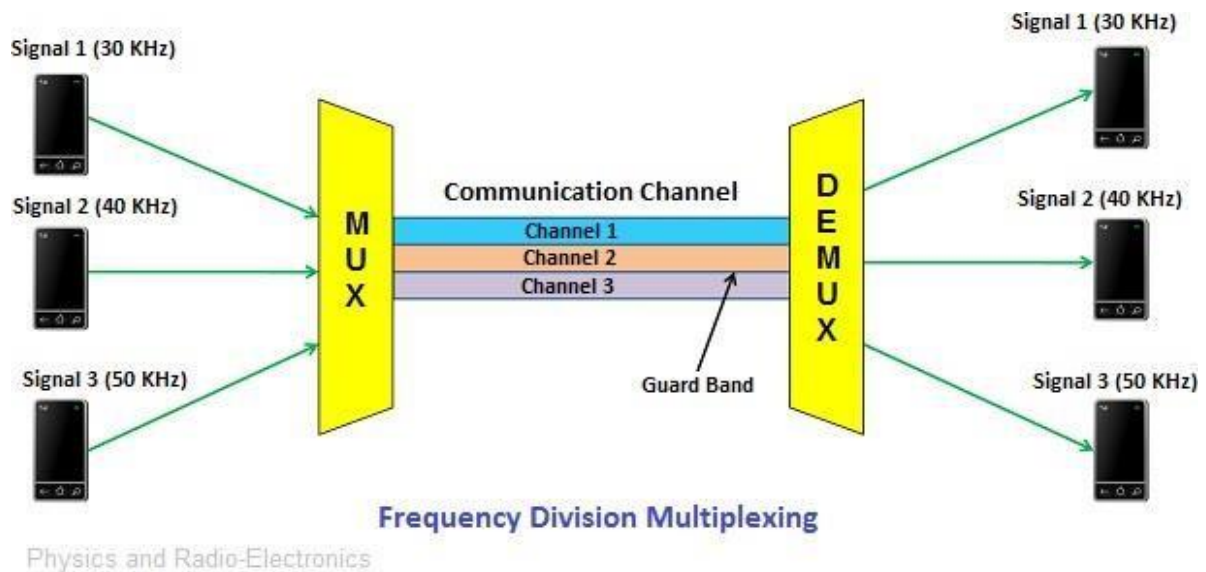 Signal 1 (30 KHz)
Signal 1 (30 KHz)
Signal 2 (40 KHz)
Signal 2 (40 KHz)
Signal 3 (50 KHz)
Signal 3 (50 KHz)
MUX
Communication Channel
Channel 1
Channel 2
Channel 3
DEMUX
Guard Band
Frequency Division Multiplexing
Physics and Radio-Electronics